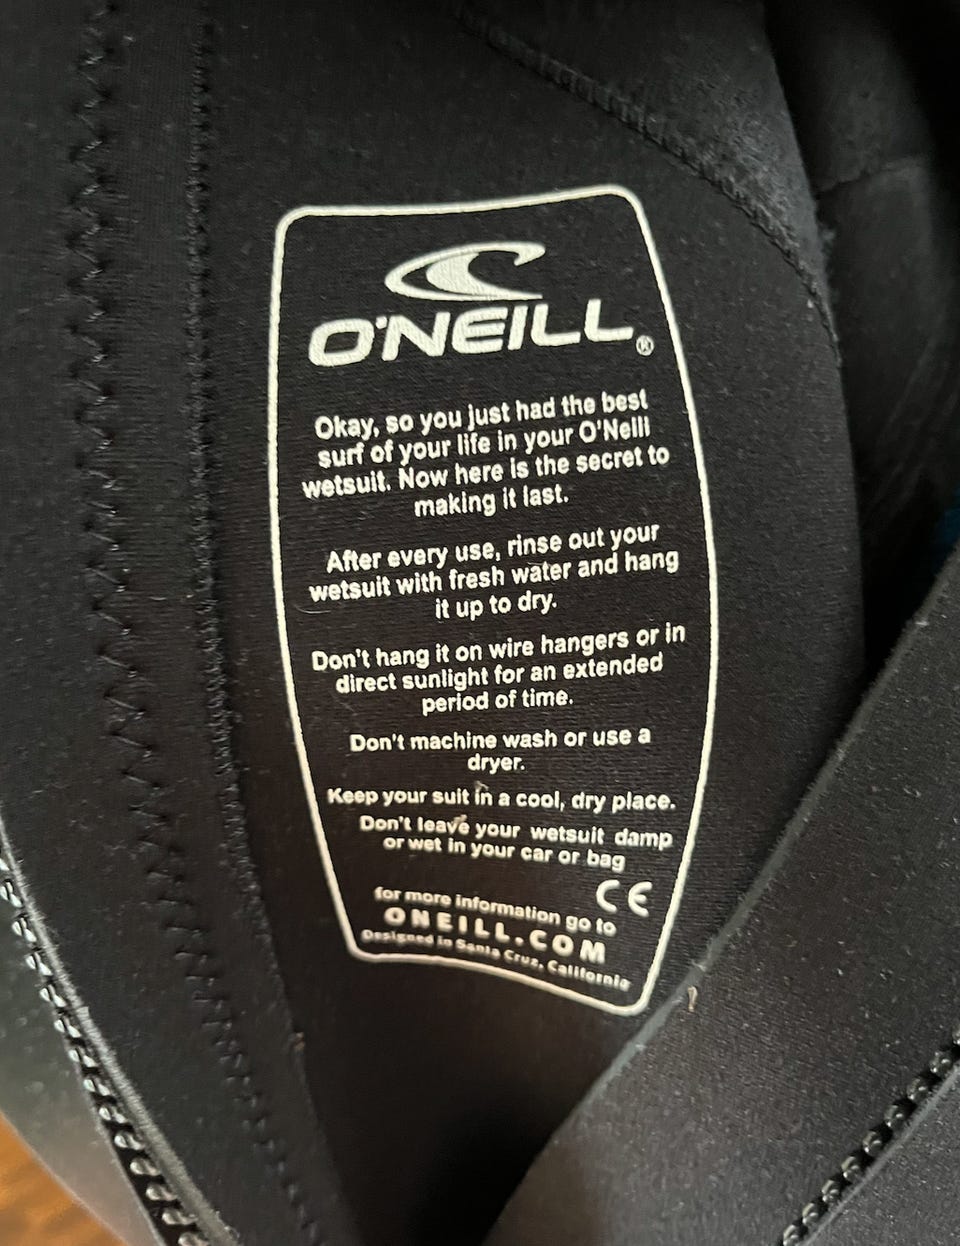 O'NEILL®
Okay, so you just had the best
surf of your life in your O'Neill
wetsuit. Now here is the secret to
making it last.
After every use, rinse out your
wetsuit with fresh water and hang
it up to dry.
Don't hang it on wire hangers or in
direct sunlight for an extended
period of time.
Don't machine wash or use a
dryer.
Keep your suit in a cool, dry place.
Don't leave your wetsuit damp
or wet in your car or bag
CE
for more information go to
ONEILL.COM
Designed in Santa Cruz, California